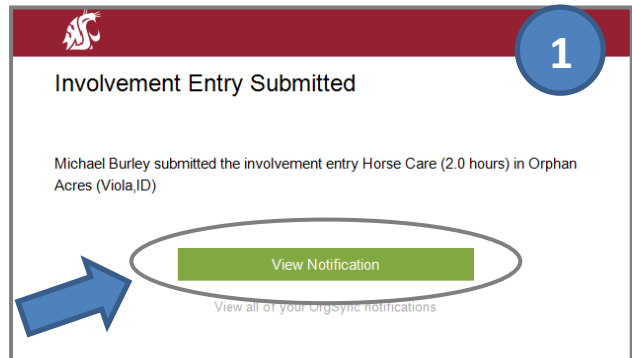 1
Involvement Entry Submitted
Michael Burley submitted the involvement entry Horse Care (2.0 hours) in Orphan
Acres (Viola,ID)
View Notification
View all of your OrgSync notifications